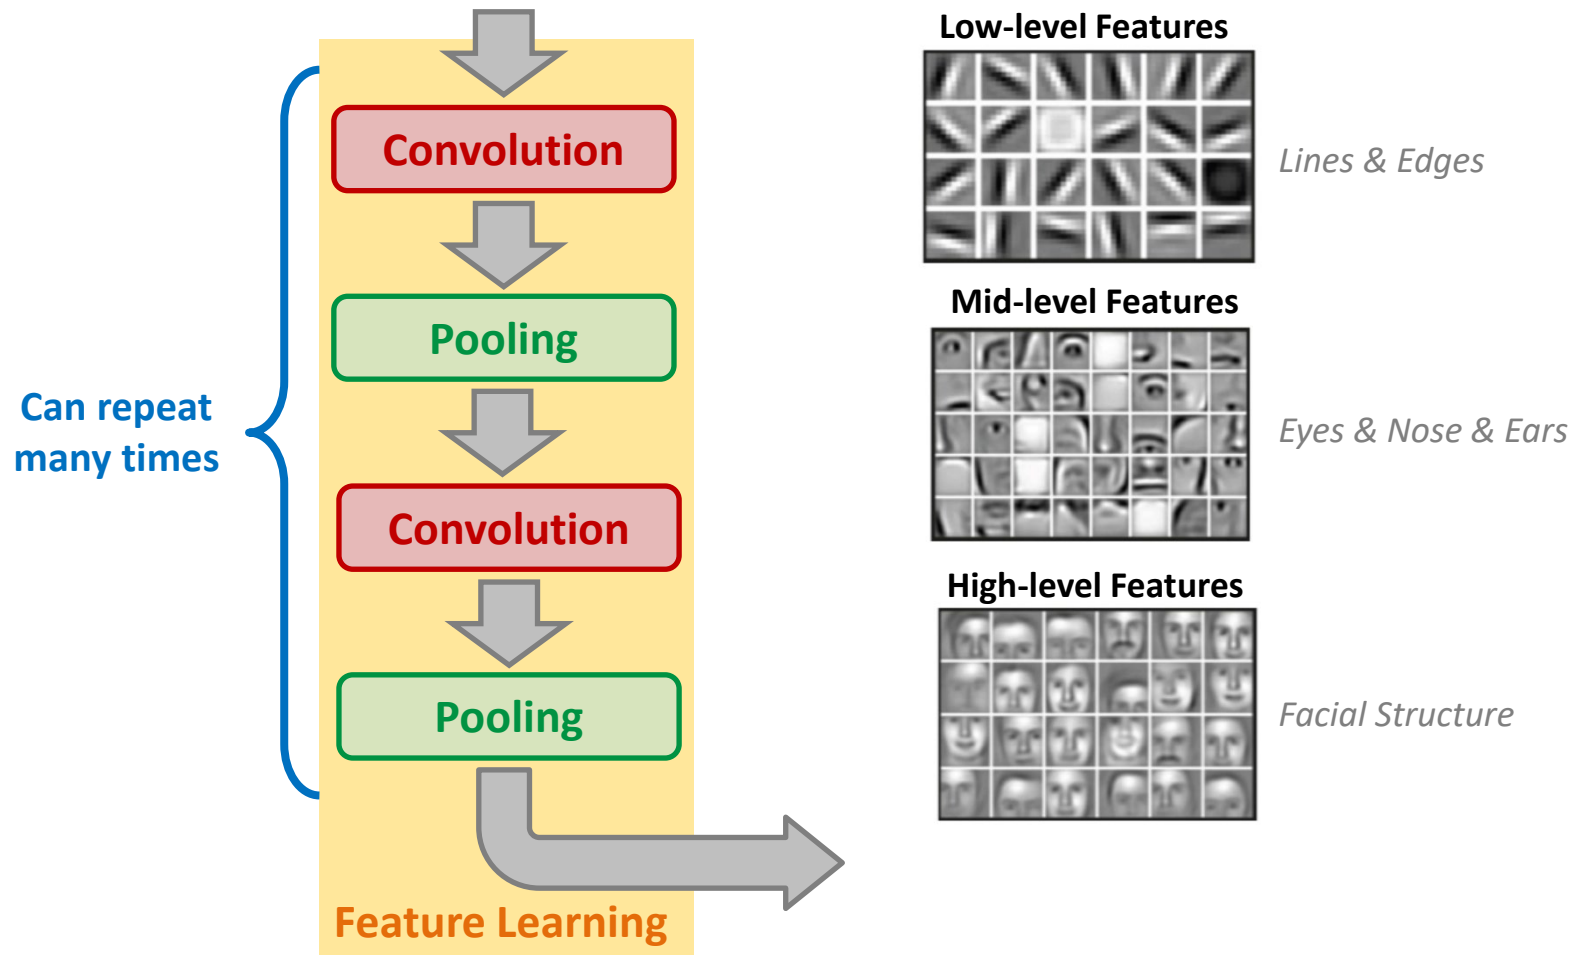 Convolution
Pooling
Convolution
Pooling
Can repeat
many times
Feature Learning
Low-level Features
Lines & Edges
Mid-level Features
Eyes & Nose & Ears
High-level Features
Facial Structure